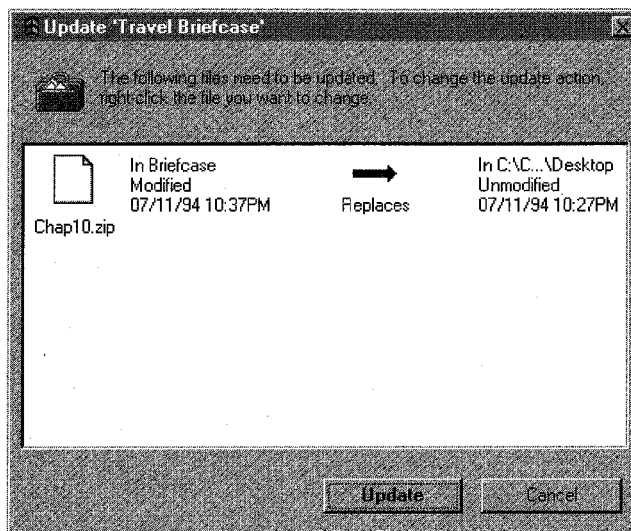 Update 'Travel Briefcase'
The following files need to be updated. To change the update action,
right-click the file you want to change.
In Briefcase
Modified
07/11/94 10:37PM
Chap10.zip
Replaces
In C:\C...\Desktop
Unmodified
07/11/94 10:27PM
Update
Cancel